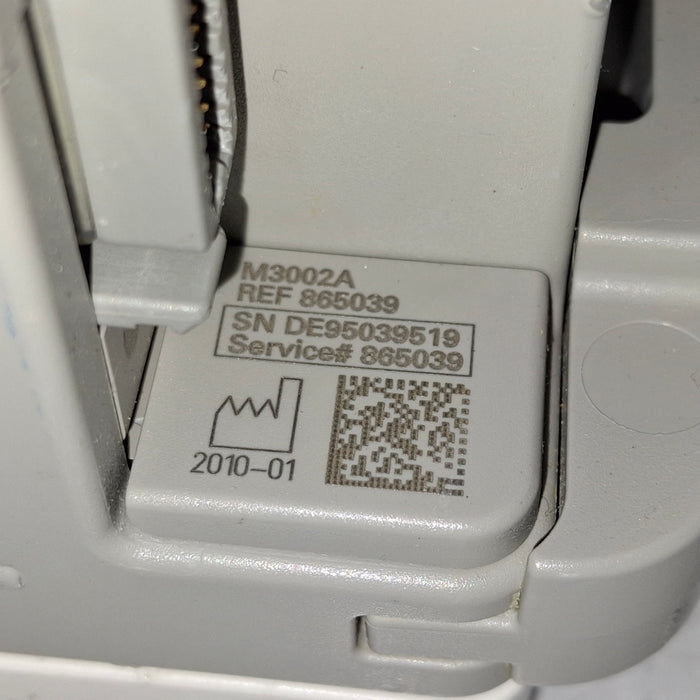 M3002A
REF 865039
SN DE95039519
Service# 865039
2010-01